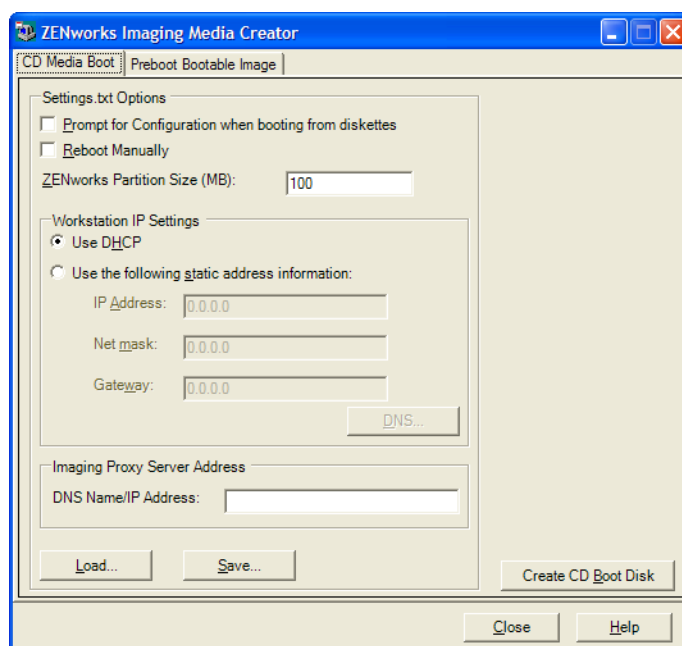 ZENworks Imaging Media Creator
CD Media Boot
Preboot Bootable Image
Settings.txt Options
Prompt for Configuration when booting from diskettes
Reboot Manually
ZENworks Partition Size (MB): 100
Workstation IP Settings
Use DHCP
Use the following static address information:
IP Address: 0.0.0.0
Net mask: 0.0.0.0
Gateway: 0.0.0.0
DNS...
Imaging Proxy Server Address
DNS Name/IP Address:
Load... Save...
Create CD Boot Disk
Close Help